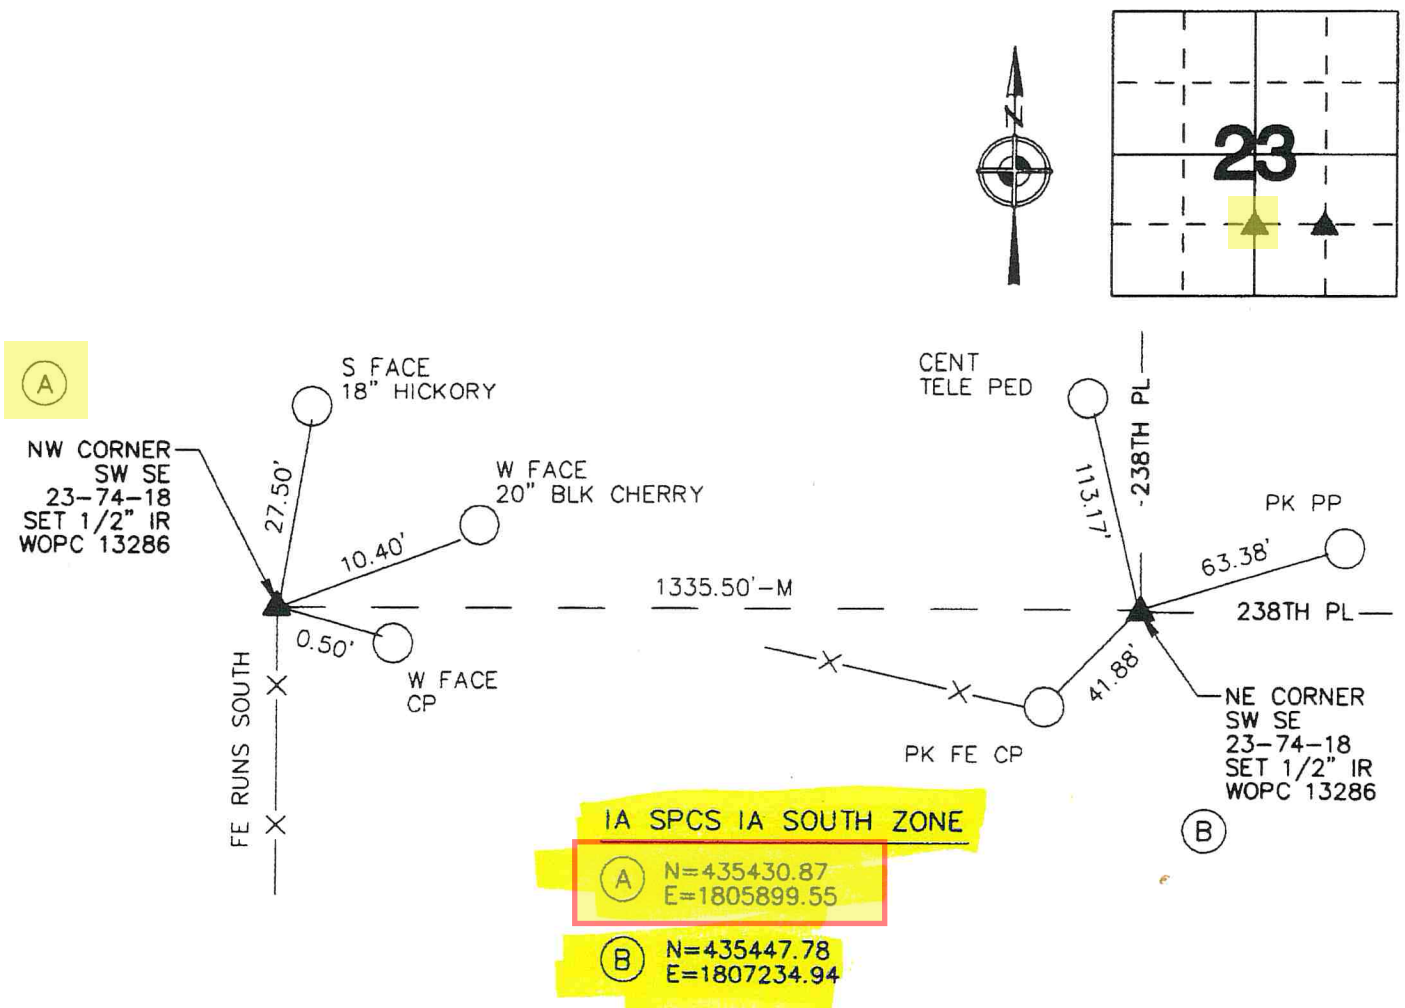 N
23
A
S FACE
18" HICKORY
NW CORNER
SW SE
23-74-18
SET 1/2" IR
WOPC 13286
27.50'
W FACE
20" BLK CHERRY
10.40'
0.50'
W FACE
CP
FE RUNS SOUTH
1335.50'-M
CENT
TELE PED
238TH PL
113.17'
PK PP
63.38'
238TH PL
41.88'
PK FE CP
NE CORNER
SW SE
23-74-18
SET 1/2" IR
WOPC 13286
B
IA SPCS IA SOUTH ZONE
A N=435430.87
E=1805899.55
B N=435447.78
E=1807234.94